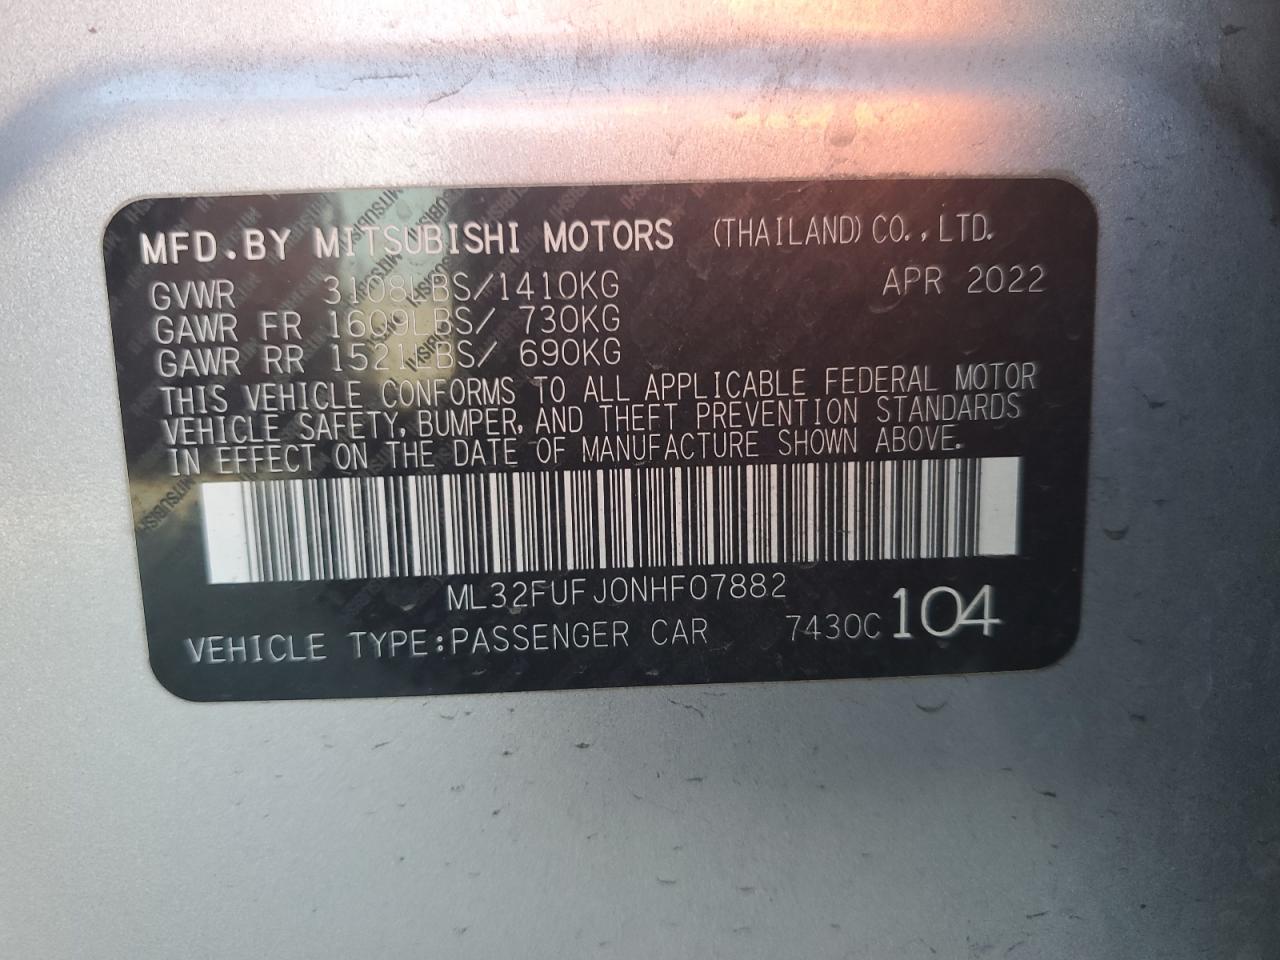 MFD.BY MITSUBISHI MOTORS (THAILAND) CO.,LTD.
GVWR 3108LBS/1410KG APR 2022
GAWR FR 1609LBS/ 730KG
GAWR RR 1521LBS/ 690KG
THIS VEHICLE CONFORMS TO ALL APPLICABLE FEDERAL MOTOR
VEHICLE SAFETY, BUMPER, AND THEFT PREVENTION STANDARDS
IN EFFECT ON THE DATE OF MANUFACTURE SHOWN ABOVE.
ML32FUFJ0NHF07882
VEHICLE TYPE:PASSENGER CAR 7430C 104